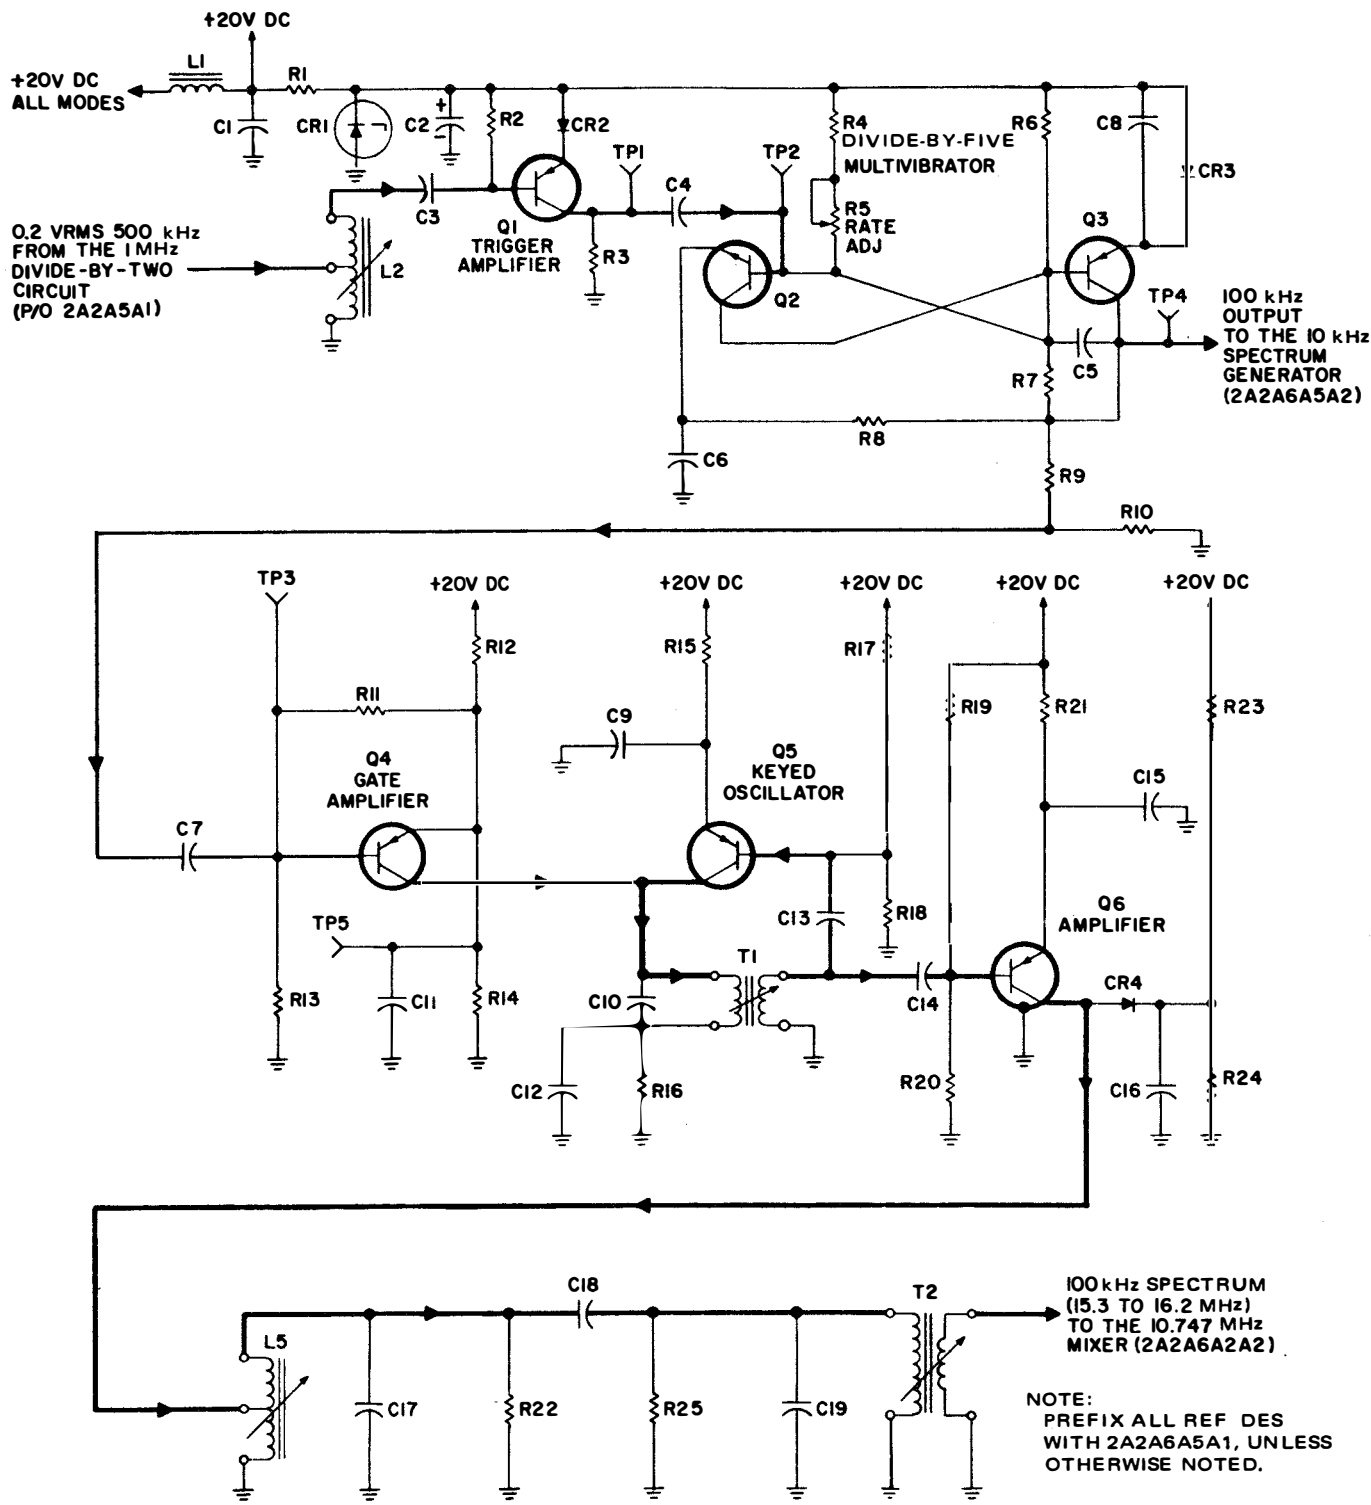 +20V DC
L1
+20V DC
ALL MODES
R1
C1
CR1
+
C2
-
R2
CR2
R4
DIVIDE-BY-FIVE
MULTIVIBRATOR
R6
C8
CR3
TP1
TP2
C3
C4
Q1
TRIGGER
AMPLIFIER
R3
R5
RATE
ADJ
Q3
0.2 VRMS 500 kHz
FROM THE 1 MHz
DIVIDE-BY-TWO
CIRCUIT
(P/O 2A2A5A1)
L2
Q2
TP4
100 kHz
OUTPUT
TO THE 10 kHz
SPECTRUM
GENERATOR
(2A2A6A5A2)
C5
R7
R8
C6
R9
R10
TP3
+20V DC
+20V DC
+20V DC
+20V DC
+20V DC
R12
R15
R17
R11
R19
R21
R23
C9
Q4
GATE
AMPLIFIER
Q5
KEYED
OSCILLATOR
C15
C7
TP5
C13
R18
Q6
AMPLIFIER
T1
R13
C11
R14
C10
C14
CR4
C12
R16
R20
C16
R24
C18
T2
100 kHz SPECTRUM
(15.3 TO 16.2 MHz)
TO THE 10.747 MHz
MIXER (2A2A6A2A2)
L5
C17
R22
R25
C19
NOTE:
PREFIX ALL REF DES
WITH 2A2A6A5A1, UNLESS
OTHERWISE NOTED.